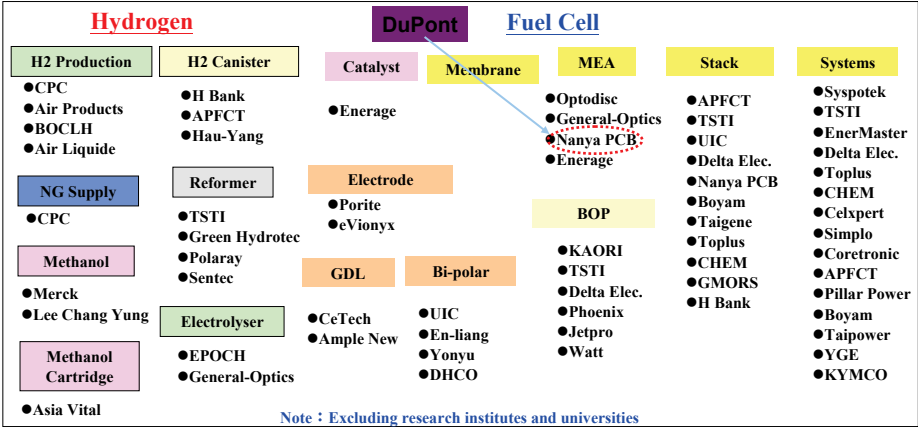 Hydrogen
DuPont
Fuel Cell
H2 Production
●CPC
●Air Products
●BOCLH
●Air Liquide
NG Supply
●CPC
Methanol
●Merck
●Lee Chang Yung
Methanol
Cartridge
●Asia Vital
H2 Canister
●H Bank
●APFCT
●Hau-Yang
Reformer
●TSTI
●Green Hydrotec
●Polaray
●Sentec
Electrolyser
●EPOCH
●General-Optics
Catalyst
●Enerage
Membrane
Electrode
●Porite
●eVionyx
GDL
●CeTech
●Ample New
Bi-polar
●UIC
●En-liang
●Yonyu
●DHCO
MEA
●Optodisc
●General-Optics
●Nanya PCB
●Enerage
BOP
●KAORI
●TSTI
●Delta Elec.
●Phoenix
●Jetpro
●Watt
Stack
●APFCT
●TSTI
●UIC
●Delta Elec.
●Nanya PCB
●Boyam
●Taigene
●Toplus
●CHEM
●GMORS
●H Bank
Systems
●Syspotek
●TSTI
●EnerMaster
●Delta Elec.
●Toplus
●CHEM
●Celxpert
●Simplo
●Coretronic
●APFCT
●Pillar Power
●Boyam
●Taipower
●YGE
●KYMCO
Note：Excluding research institutes and universities